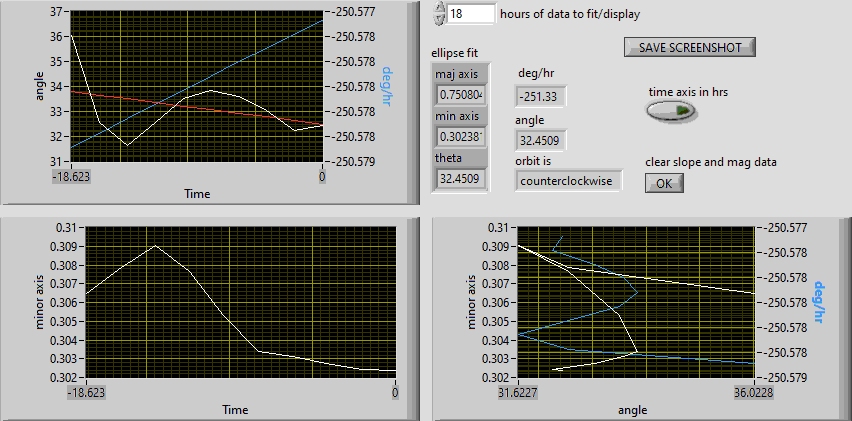 18 hours of data to fit/display
SAVE SCREENSHOT
ellipse fit
maj axis
0.750804
min axis
0.30238
theta
32.4509
deg/hr
-251.33
angle
32.4509
orbit is
counterclockwise
time axis in hrs
clear slope and mag data
OK
37
36
35
34
33
32
31
angle
-250.577
-250.578
-250.578
-250.578
-250.578
-250.578
-250.579
deg/hr
-18.623
0
Time
0.31
0.309
0.308
0.307
0.306
0.305
0.304
0.303
0.302
minor axis
-18.623
0
Time
0.31
0.309
0.308
0.307
0.306
0.305
0.304
0.303
0.302
minor axis
-250.577
-250.578
-250.578
-250.578
-250.578
-250.578
-250.579
deg/hr
31.6227
36.0228
angle